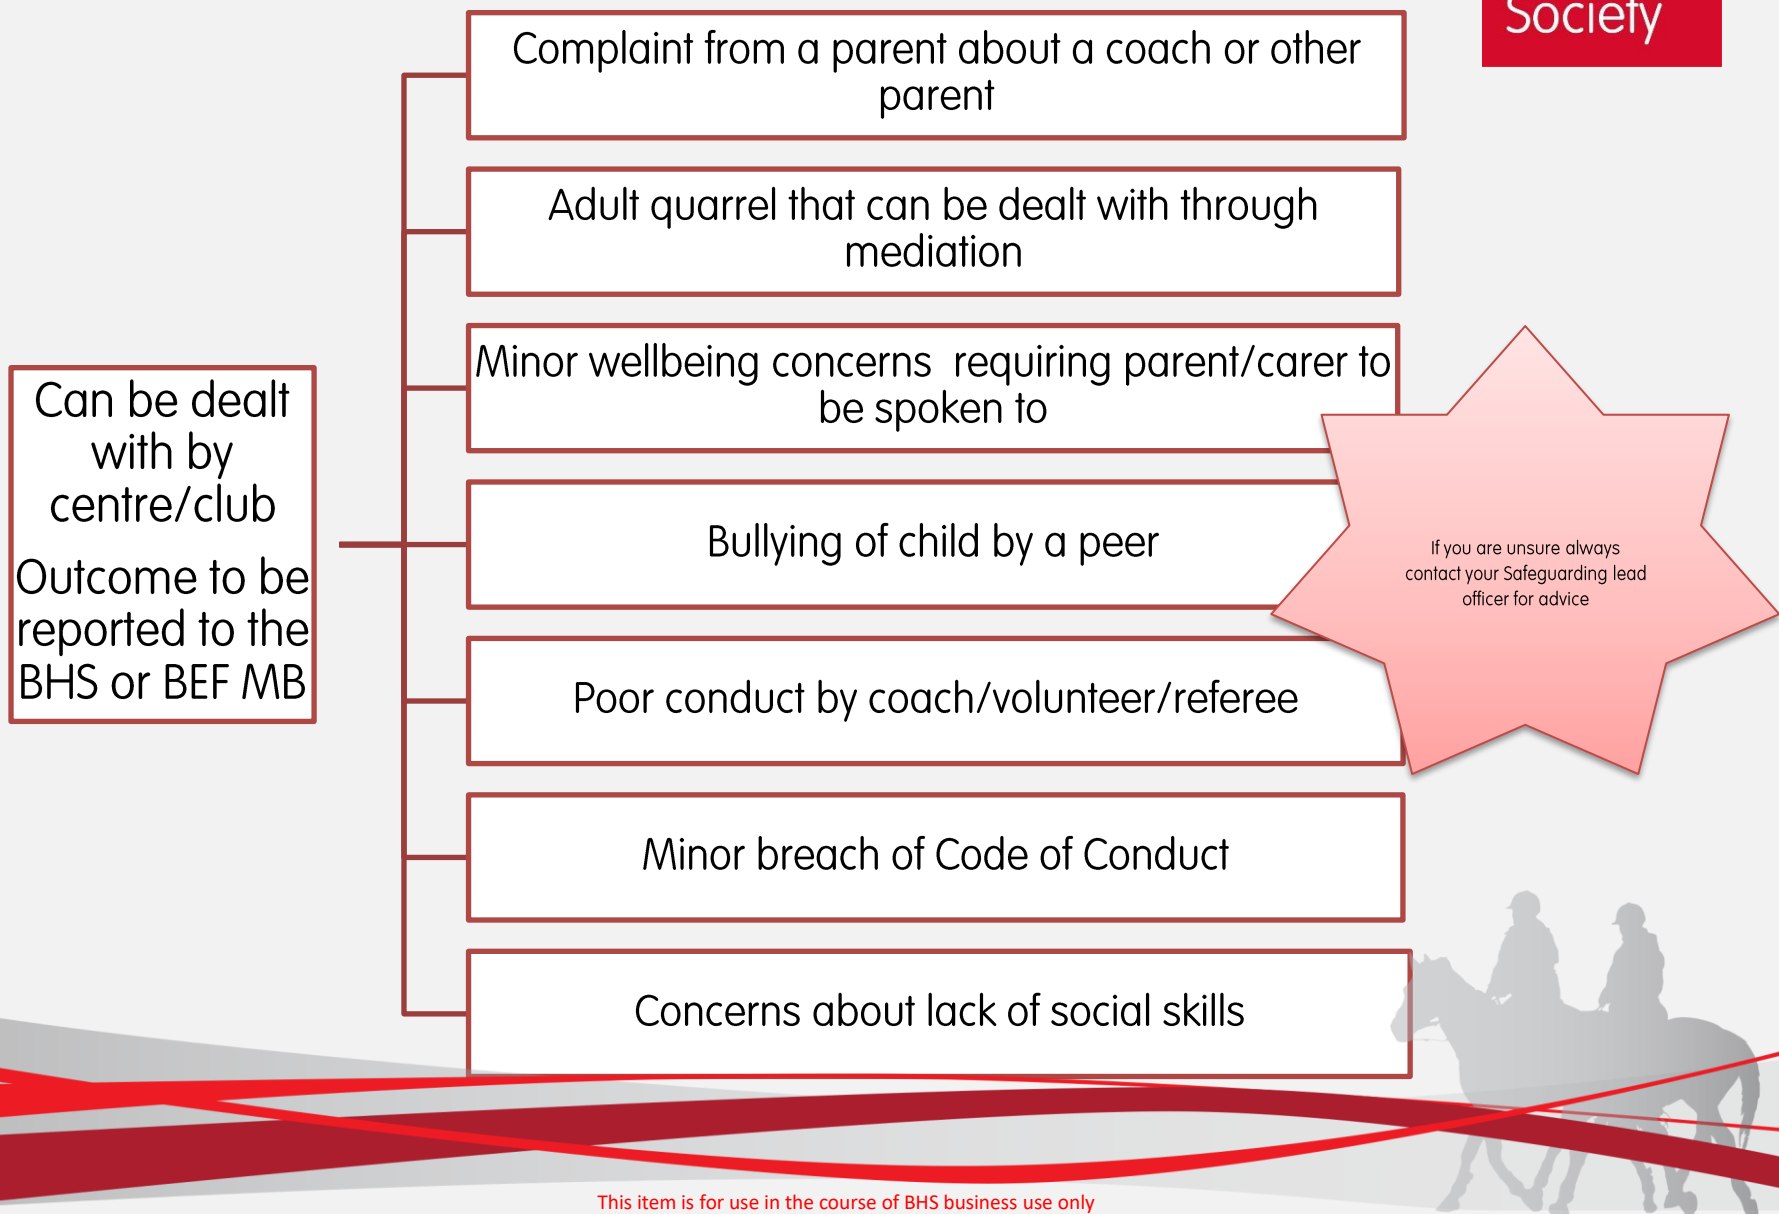 Society
Complaint from a parent about a coach or other
parent
Adult quarrel that can be dealt with through
mediation
Minor wellbeing concerns requiring parent/carer to
be spoken to
Can be dealt
with by
centre/club
Outcome to be
reported to the
BHS or BEF MB
Bullying of child by a peer
If you are unsure always
contact your Safeguarding lead
officer for advice
Poor conduct by coach/volunteer/referee
Minor breach of Code of Conduct
Concerns about lack of social skills
This item is for use in the course of BHS business use only